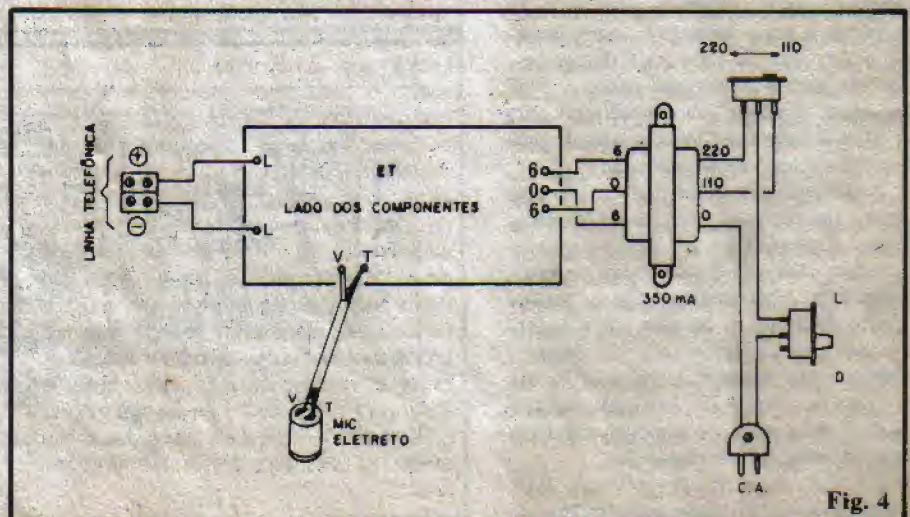 220 110
LINHA TELEFÔNICA
+
-
L
L
ET
LADO DOS COMPONENTES
6
0
6
6
0
6
220
110
0
350 mA
V T
V T
MIC
ELETRETO
L
D
C.A.
Fig. 4